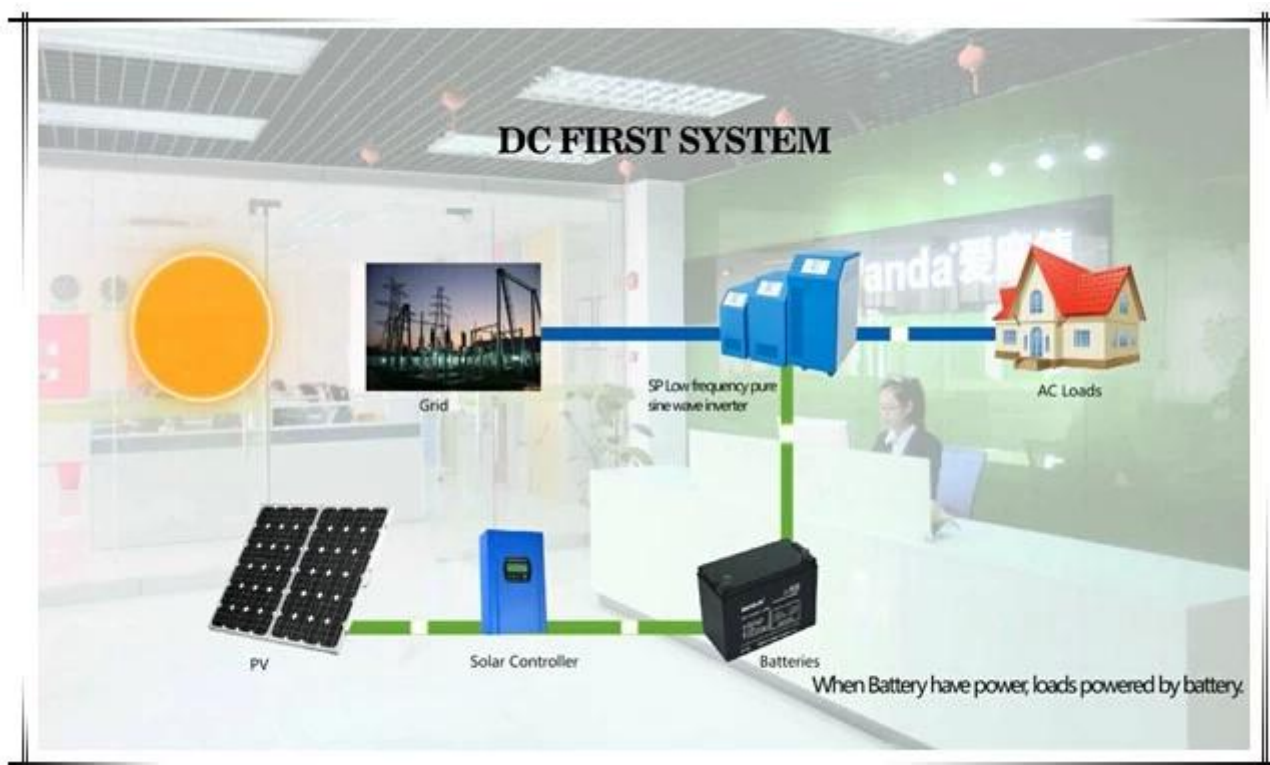 DC FIRST SYSTEM
anda
Grid
SP Low frequency pure
sine wave inverter
AC Loads
PV
Solar Controller
Batteries
When Battery have power, loads powered by battery.